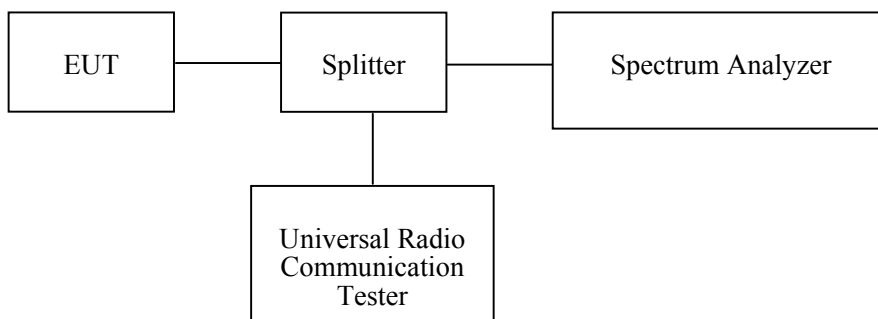 EUT
Splitter
Spectrum Analyzer
Universal Radio
Communication
Tester